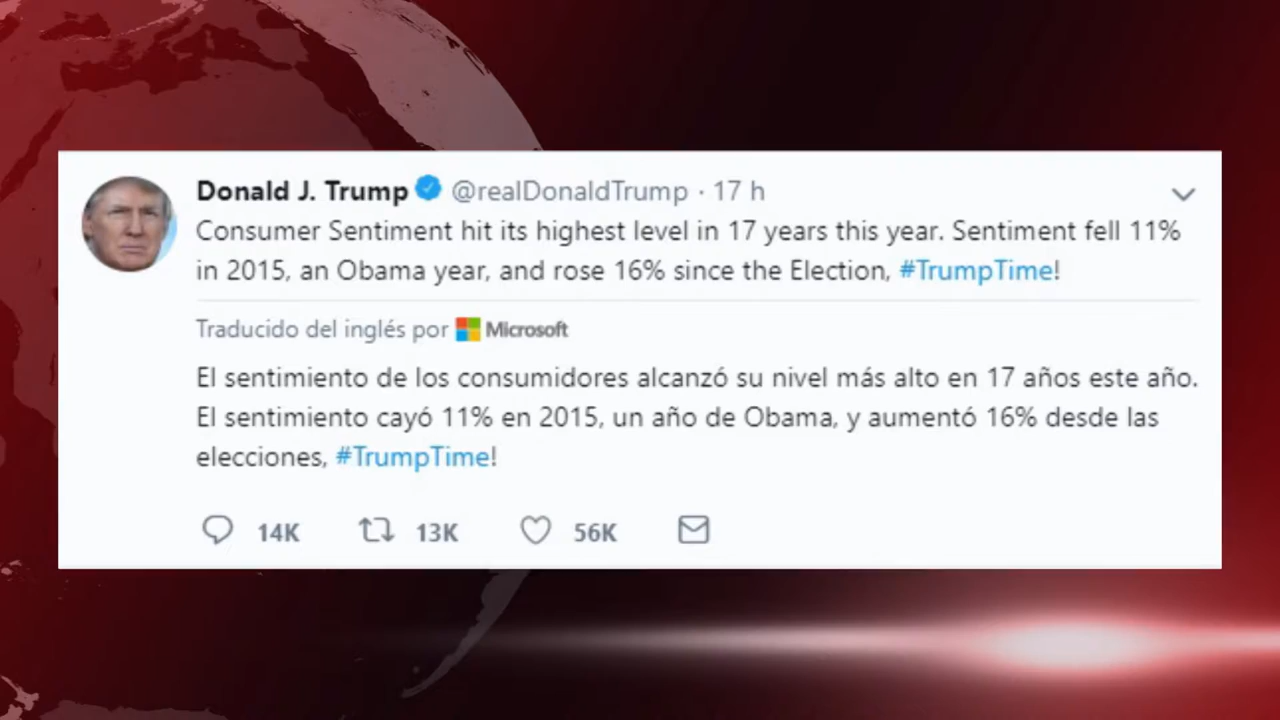 Donald J. Trump @realDonaldTrump · 17 h
Consumer Sentiment hit its highest level in 17 years this year. Sentiment fell 11%
in 2015, an Obama year, and rose 16% since the Election, #TrumpTime!
Traducido del inglés por Microsoft
El sentimiento de los consumidores alcanzó su nivel más alto en 17 años este año.
El sentimiento cayó 11% en 2015, un año de Obama, y aumentó 16% desde las
elecciones, #TrumpTime!
14K 13K 56K